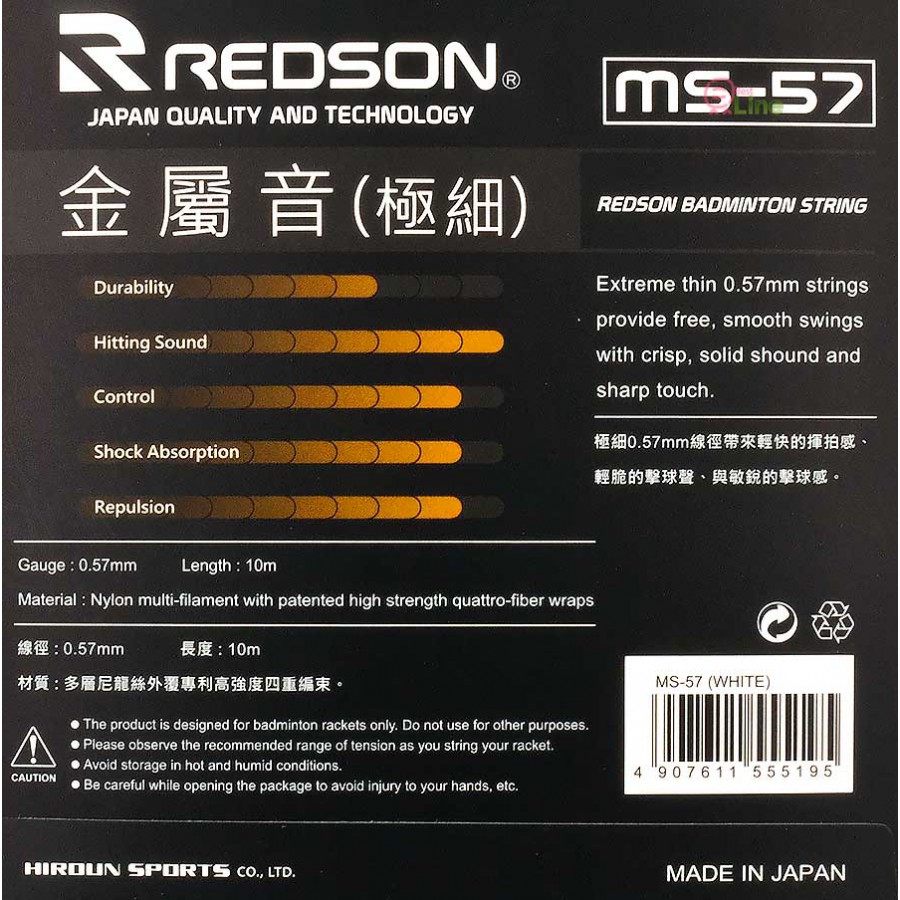 REDSON®
JAPAN QUALITY AND TECHNOLOGY
MS-57
Line
金屬音(極細)
REDSON BADMINTON STRING
Durability
Hitting Sound
Control
Shock Absorption
Repulsion
Extreme thin 0.57mm strings
provide free, smooth swings
with crisp, solid shound and
sharp touch.
極細0.57mm線徑帶來輕快的揮拍感、
輕脆的擊球聲、與敏銳的擊球感。
Gauge : 0.57mm Length : 10m
Material : Nylon multi-filament with patented high strength quattro-fiber wraps
線徑 : 0.57mm 長度 : 10m
材質 : 多層尼龍絲外覆專利高強度四重編束。
CAUTION
● The product is designed for badminton rackets only. Do not use for other purposes.
● Please observe the recommended range of tension as you string your racket.
● Avoid storage in hot and humid conditions.
● Be careful while opening the package to avoid injury to your hands, etc.
MS-57 (WHITE)
4 907611 555195
HIROUN SPORTS CO., LTD.
MADE IN JAPAN